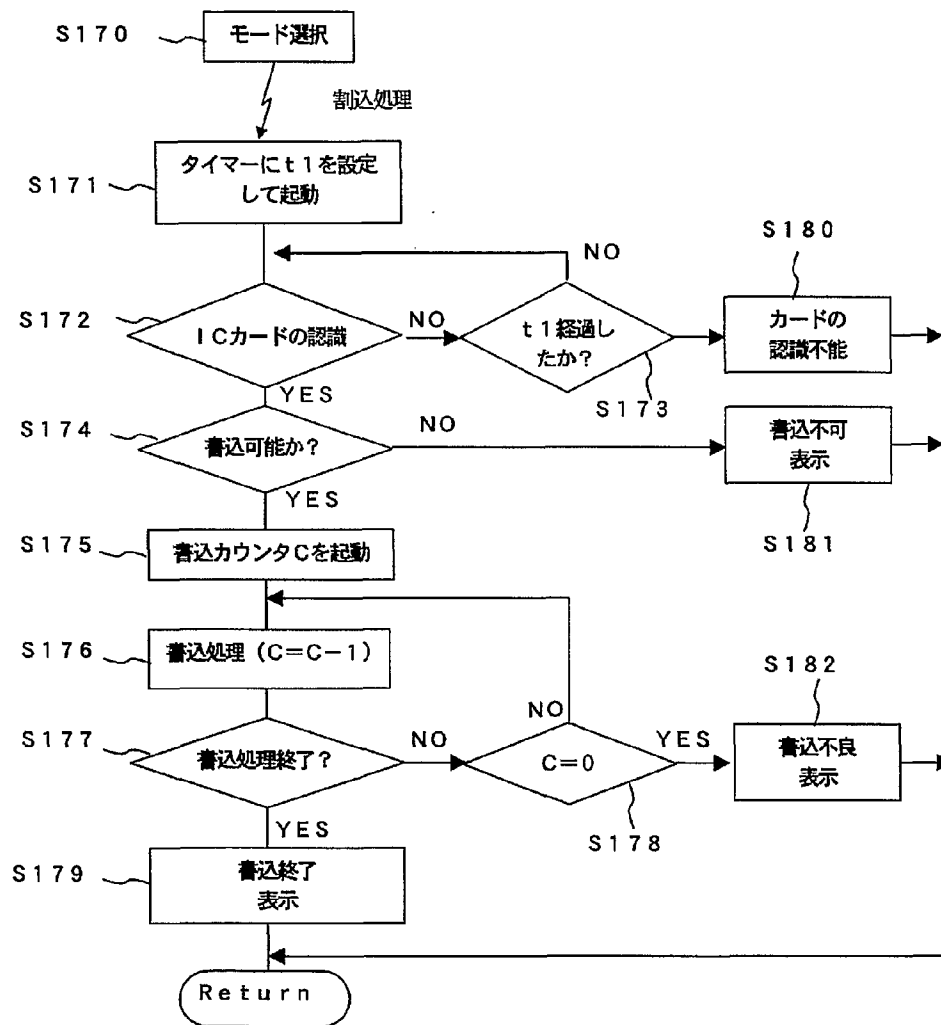 S170
モード選択
割込処理
タイマーにt1を設定
して起動
S171
S180
NO
S172
ICカードの認識
NO
t1経過し
たか?
カードの
認識不能
S173
YES
S174
書込可能か?
NO
書込不可
表示
YES
S181
S175
書込カウンタCを起動
S176
書込処理(C=C-1)
S182
NO
S177
書込処理終了?
NO
C=0
YES
書込不良
表示
YES
S178
S179
書込終了
表示
Return